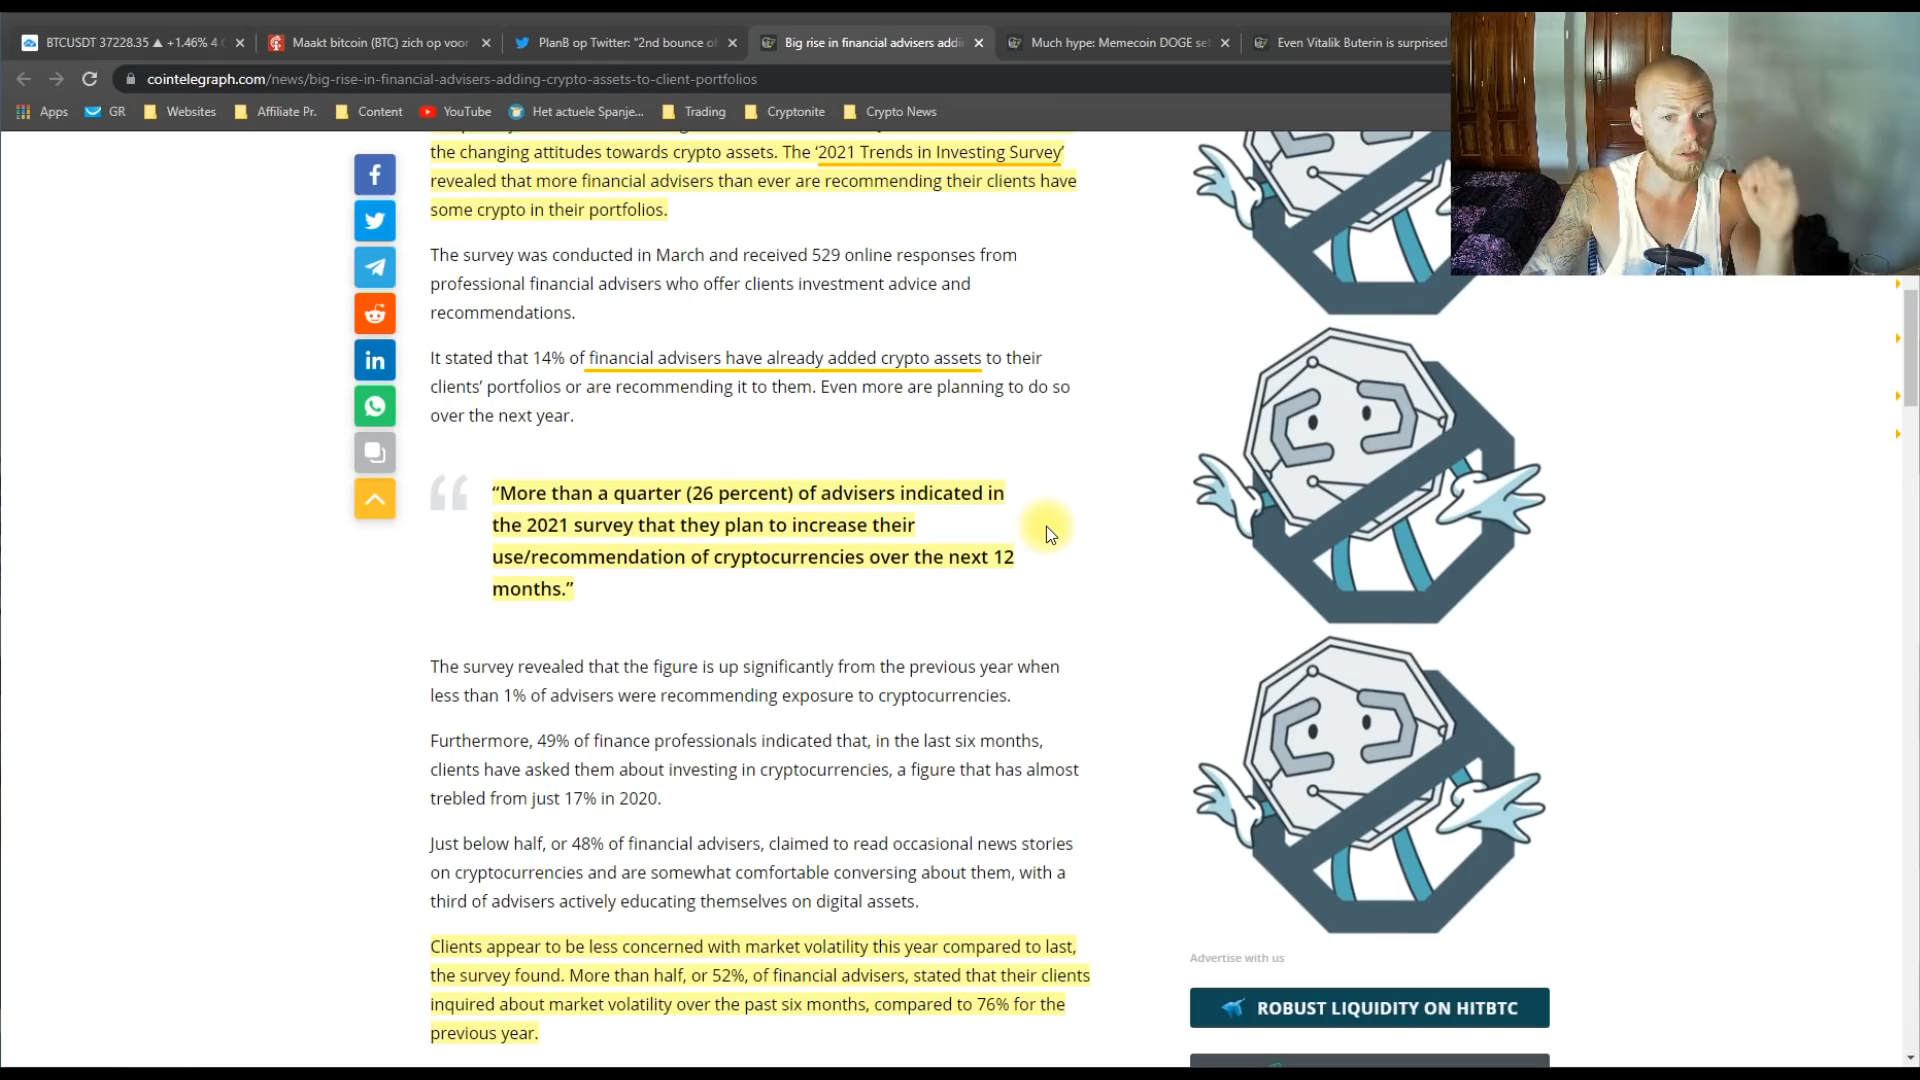 BTCUSDT 37228.35 ▲ +1.46% 4
Maakt bitcoin (BTC) zich op voor
PlanB op Twitter: "2nd bounce of
Big rise in financial advisers addi
Much hype: Memecoin DOGE set
Even Vitalik Buterin is surprised
cointelegraph.com/news/big-rise-in-financial-advisers-adding-crypto-assets-to-client-portfolios
Apps
GR
Websites
Affiliate Pr.
Content
YouTube
Het actuele Spanje...
Trading
Cryptonite
Crypto News
the changing attitudes towards crypto assets. The ‘2021 Trends in Investing Survey’
revealed that more financial advisers than ever are recommending their clients have
some crypto in their portfolios.
The survey was conducted in March and received 529 online responses from
professional financial advisers who offer clients investment advice and
recommendations.
It stated that 14% of financial advisers have already added crypto assets to their
clients’ portfolios or are recommending it to them. Even more are planning to do so
over the next year.
“More than a quarter (26 percent) of advisers indicated in
the 2021 survey that they plan to increase their
use/recommendation of cryptocurrencies over the next 12
months.”
The survey revealed that the figure is up significantly from the previous year when
less than 1% of advisers were recommending exposure to cryptocurrencies.
Furthermore, 49% of finance professionals indicated that, in the last six months,
clients have asked them about investing in cryptocurrencies, a figure that has almost
trebled from just 17% in 2020.
Just below half, or 48% of financial advisers, claimed to read occasional news stories
on cryptocurrencies and are somewhat comfortable conversing about them, with a
third of advisers actively educating themselves on digital assets.
Clients appear to be less concerned with market volatility this year compared to last,
the survey found. More than half, or 52%, of financial advisers, stated that their clients
inquired about market volatility over the past six months, compared to 76% for the
previous year.
Advertise with us
ROBUST LIQUIDITY ON HITBTC